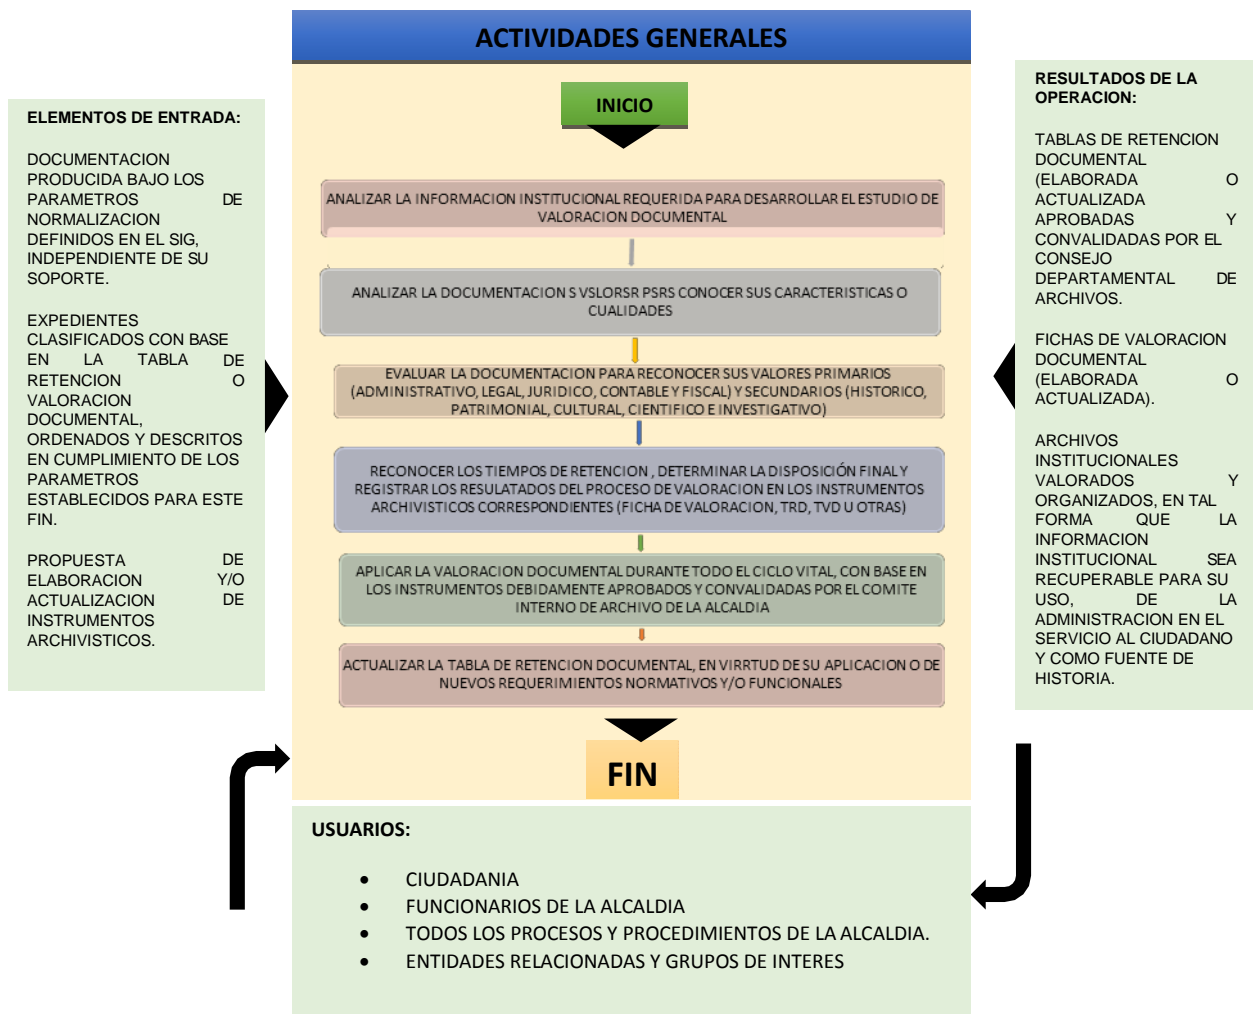 ACTIVIDADES GENERALES
ELEMENTOS DE ENTRADA:
DOCUMENTACION
PRODUCIDA BAJO LOS
PARAMETROS DE
NORMALIZACION
DEFINIDOS EN EL SIG,
INDEPENDIENTE DE SU
SOPORTE.
EXPEDIENTES
CLASIFICADOS CON BASE
EN LA TABLA DE
RETENCION O
VALORACION
DOCUMENTAL,
ORDENADOS Y DESCRITOS
EN CUMPLIMIENTO DE LOS
PARAMETROS
ESTABLECIDOS PARA ESTE
FIN.
PROPUESTA DE
ELABORACION Y/O
ACTUALIZACION DE
INSTRUMENTOS
ARCHIVISTICOS.
INICIO
ANALIZAR LA INFORMACION INSTITUCIONAL REQUERIDA PARA DESARROLLAR EL ESTUDIO DE
VALORACION DOCUMENTAL
ANALIZAR LA DOCUMENTACION S VSLORSR PSRS CONOCER SUS CARACTERISTICAS O
CUALIDADES
EVALUAR LA DOCUMENTACION PARA RECONOCER SUS VALORES PRIMARIOS
(ADMINISTRATIVO, LEGAL, JURIDICO, CONTABLE Y FISCAL) Y SECUNDARIOS (HISTORICO,
PATRIMONIAL, CULTURAL, CIENTIFICO E INVESTIGATIVO)
RECONOCER LOS TIEMPOS DE RETENCION , DETERMINAR LA DISPOSICIÓN FINAL Y
REGISTRAR LOS RESULATADOS DEL PROCESO DE VALORACION EN LOS INSTRUMENTOS
ARCHIVISTICOS CORRESPONDIENTES (FICHA DE VALORACION, TRD, TVD U OTRAS)
APLICAR LA VALORACION DOCUMENTAL DURANTE TODO EL CICLO VITAL, CON BASE EN
LOS INSTRUMENTOS DEBIDAMENTE APROBADOS Y CONVALIDADAS POR EL COMITE
INTERNO DE ARCHIVO DE LA ALCALDIA
ACTUALIZAR LA TABLA DE RETENCION DOCUMENTAL, EN VIRRTUD DE SU APLICACION O DE
NUEVOS REQUERIMIENTOS NORMATIVOS Y/O FUNCIONALES
FIN
RESULTADOS DE LA
OPERACION:
TABLAS DE RETENCION
DOCUMENTAL
(ELABORADA O
ACTUALIZADA
APROBADAS Y
CONVALIDADAS POR EL
CONSEJO
DEPARTAMENTAL DE
ARCHIVOS.
FICHAS DE VALORACION
DOCUMENTAL
(ELABORADA O
ACTUALIZADA).
ARCHIVOS
INSTITUCIONALES
VALORADOS Y
ORGANIZADOS, EN TAL
FORMA QUE LA
INFORMACION
INSTITUCIONAL SEA
RECUPERABLE PARA SU
USO, DE LA
ADMINISTRACION EN EL
SERVICIO AL CIUDADANO
Y COMO FUENTE DE
HISTORIA.
USUARIOS:
• CIUDADANIA
• FUNCIONARIOS DE LA ALCALDIA
• TODOS LOS PROCESOS Y PROCEDIMIENTOS DE LA ALCALDIA.
• ENTIDADES RELACIONADAS Y GRUPOS DE INTERES